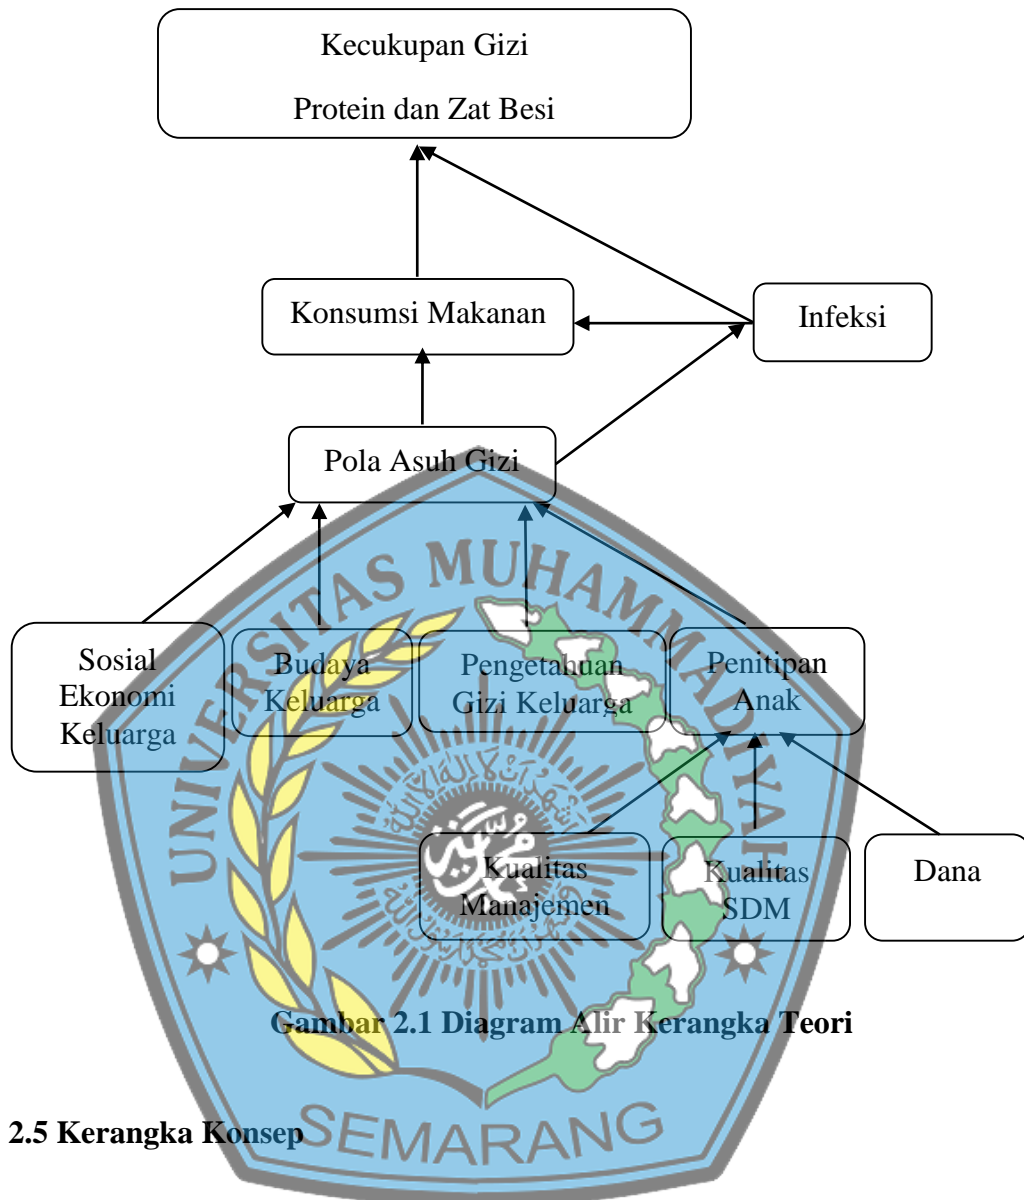 Kecukupan Gizi
Protein dan Zat Besi
Konsumsi Makanan
Infeksi
Pola Asuh Gizi
UNIVERSITAS MUHAMMADIYAH
Sosial
Ekonomi
Keluarga
Budaya
Keluarga
Pengetahuan
Gizi Keluarga
Penitipan
Anak
Kualitas
Manajemen
Kualitas
SDM
Dana
Gambar 2.1 Diagram Alir Kerangka Teori
2.5 Kerangka Konsep
SEMARANG